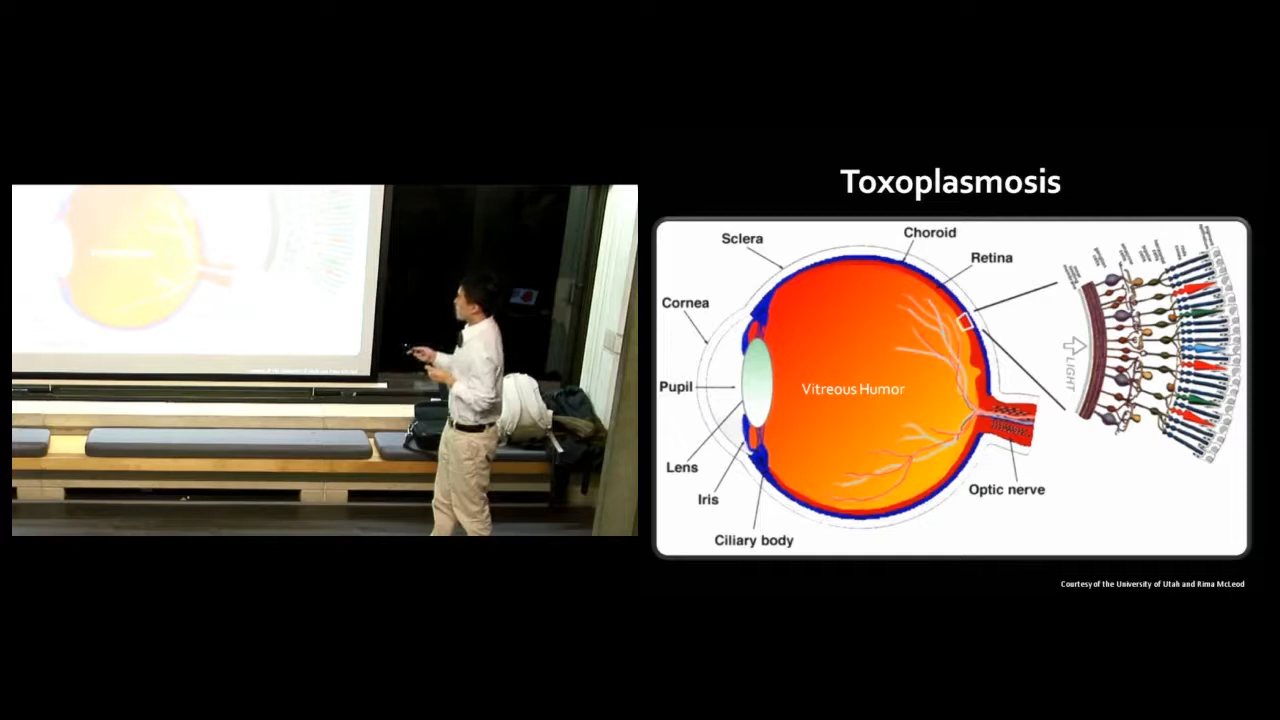 Toxoplasmosis
Sclera
Choroid
Retina
Cornea
Pupil
Vitreous Humor
LIGHT
Lens
Iris
Optic nerve
Ciliary body
Courtesy of the University of Utah and Rima McLeod